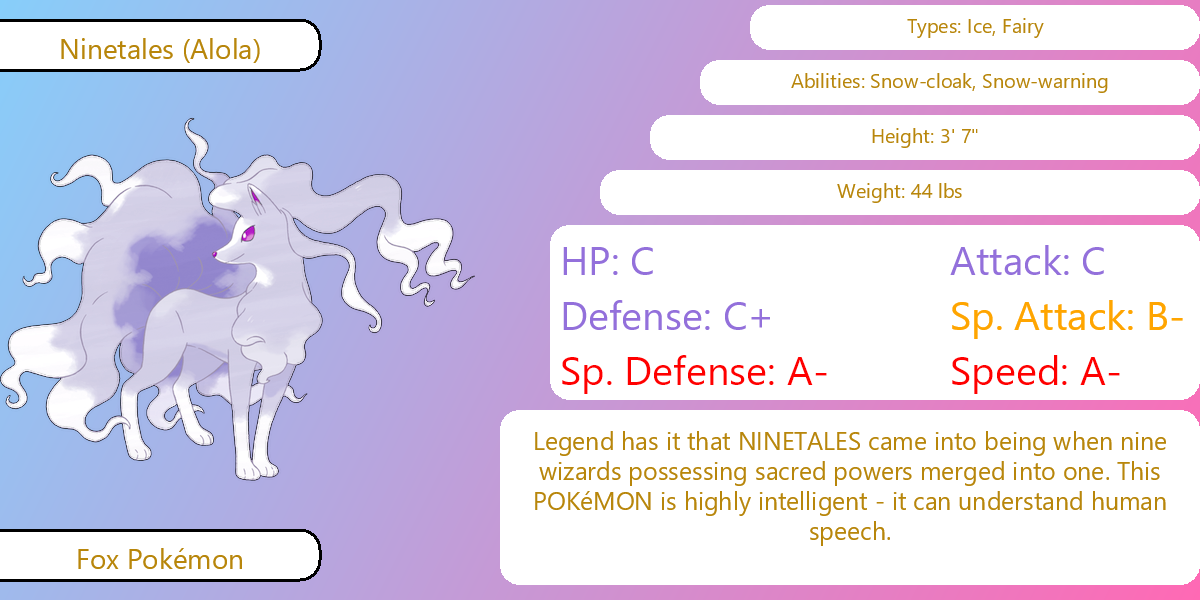 Ninetales (Alola)
Types: Ice, Fairy
Abilities: Snow-cloak, Snow-warning
Height: 3' 7"
Weight: 44 lbs
HP: C
Attack: C
Defense: C+
Sp. Attack: B-
Sp. Defense: A-
Speed: A-
Legend has it that NINETALES came into being when nine
wizards possessing sacred powers merged into one. This
POKéMON is highly intelligent - it can understand human
speech.
Fox Pokémon